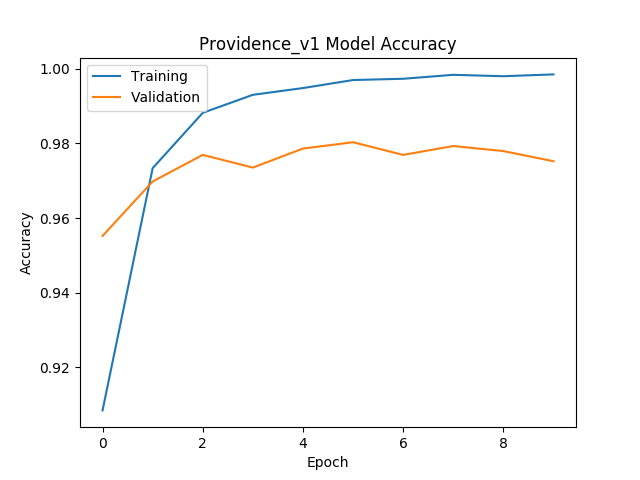 Providence_v1 Model Accuracy
Training
Validation
1.00
0.98
0.96
0.94
0.92
Accuracy
0 2 4 6 8
Epoch